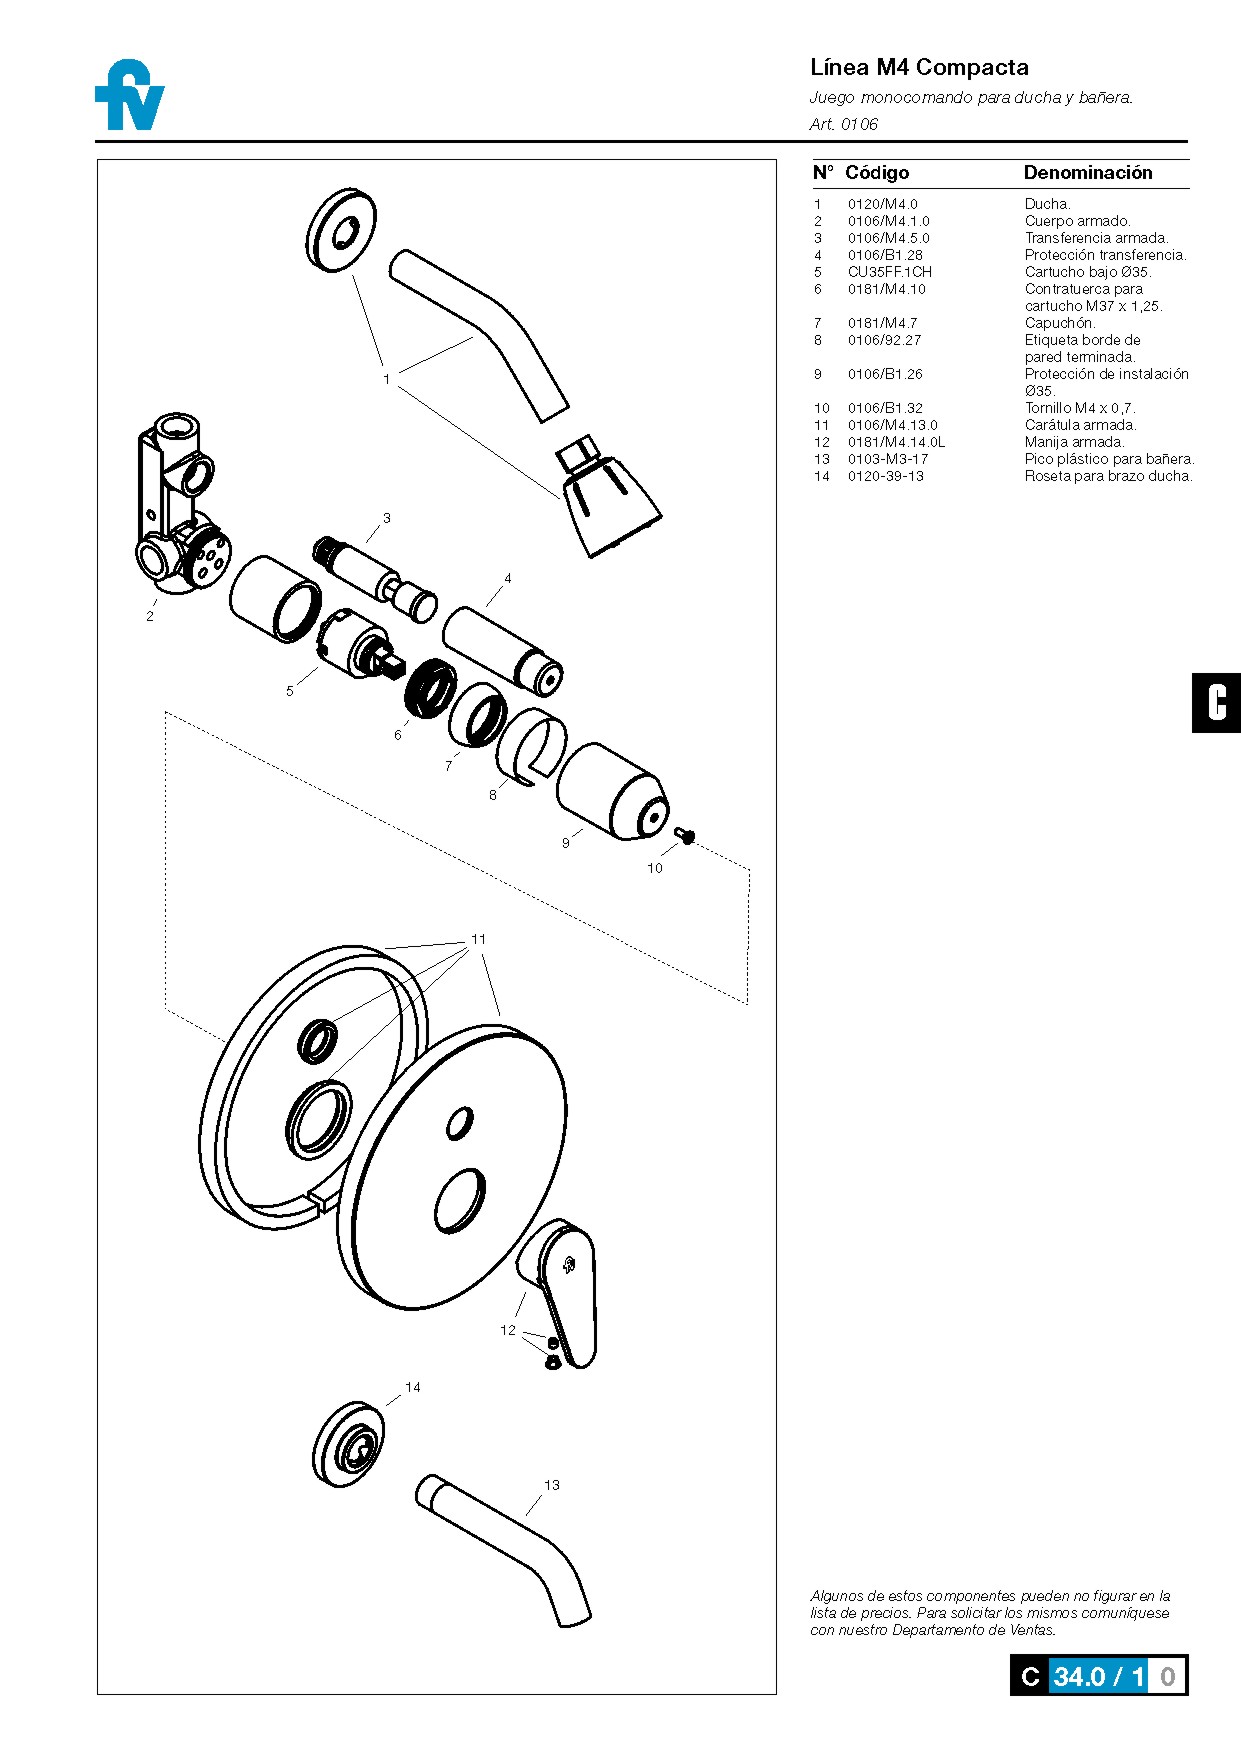 fv
Línea M4 Compacta
Juego monocomando para ducha y bañera.
Art. 0106
N° Código Denominación
1 0120/M4.0 Ducha.
2 0106/M4.1.0 Cuerpo armado.
3 0106/M4.5.0 Transferencia armada.
4 0106/B1.28 Protección transferencia.
5 CU35FF.1CH Cartucho bajo Ø35.
6 0181/M4.10 Contratuerca para
cartucho M37 x 1,25.
7 0181/M4.7 Capuchón.
8 0106/92.27 Etiqueta borde de
pared terminada.
9 0106/B1.26 Protección de instalación
Ø35.
10 0106/B1.32 Tornillo M4 x 0,7.
11 0106/M4.13.0 Carátula armada.
12 0181/M4.14.0L Manija armada.
13 0103-M3-17 Pico plástico para bañera.
14 0120-39-13 Roseta para brazo ducha.
1
3
4
2
5
6
7
8
9
10
C
11
fv
12
14
13
Algunos de estos componentes pueden no figurar en la
lista de precios. Para solicitar los mismos comuníquese
con nuestro Departamento de Ventas.
C 34.0 / 1 0